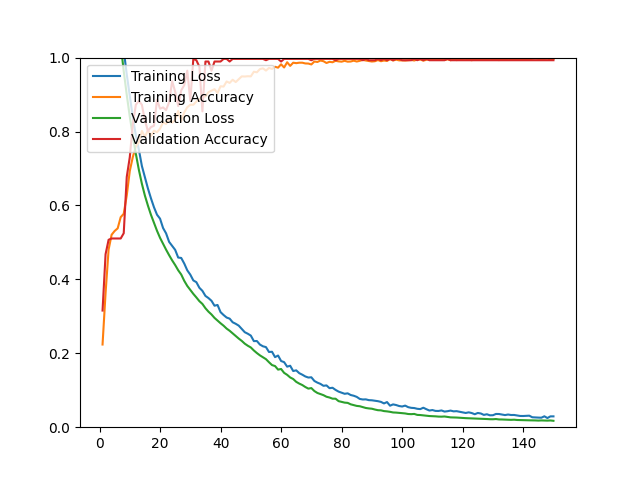 1.0
0.8
0.6
0.4
0.2
0.0
Training Loss
Training Accuracy
Validation Loss
Validation Accuracy
0 20 40 60 80 100 120 140